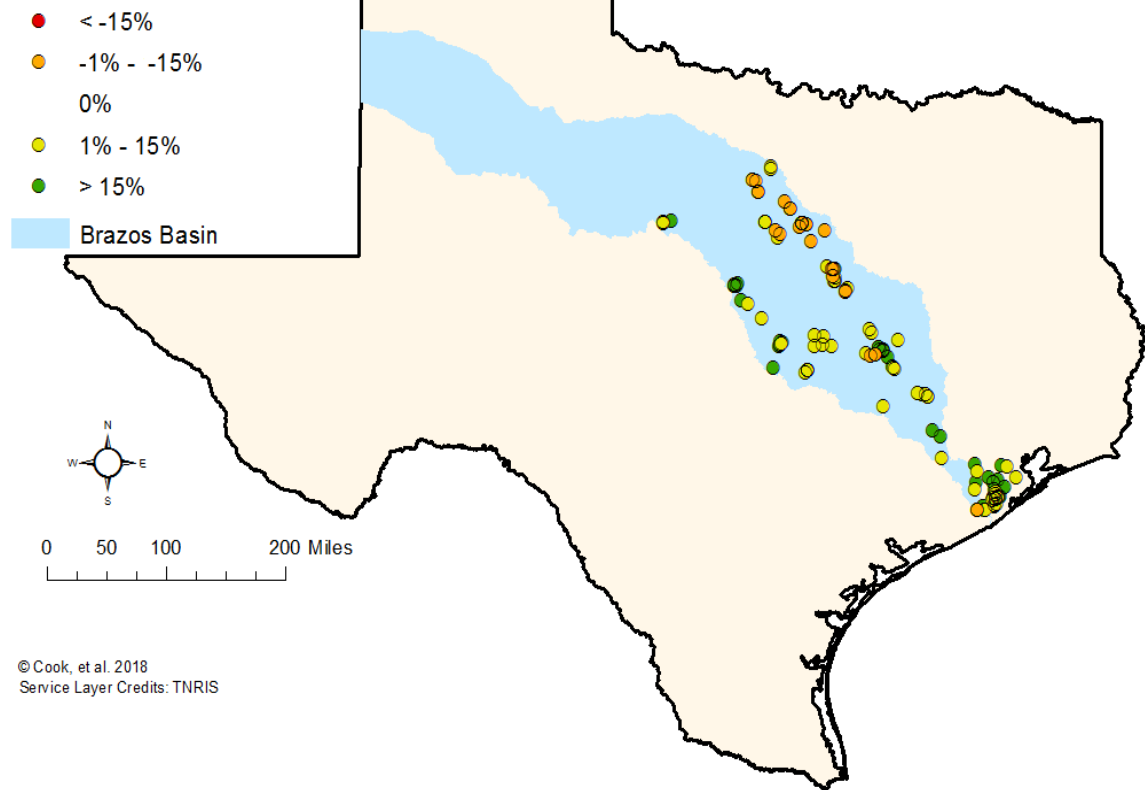 < -15%
-1% - -15%
0%
1% - 15%
> 15%
Brazos Basin
N
W E
S
0 50 100 200 Miles
© Cook, et al. 2018
Service Layer Credits: TNRIS